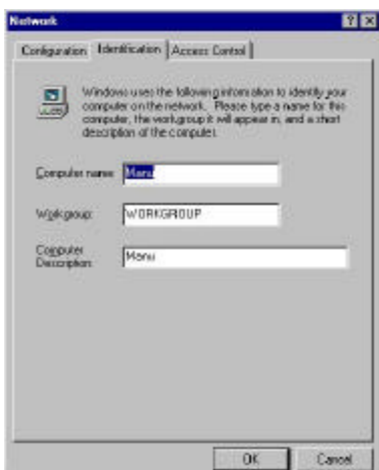 Network
Configuration Identification Access Control
Windows uses the following information to identify your
computer on the network. Please type a name for this
computer, the workgroup it will appear in, and a short
description of the computer.
Computer name: Manu
Workgroup: WORKGROUP
Computer
Description: Manu
OK Cancel